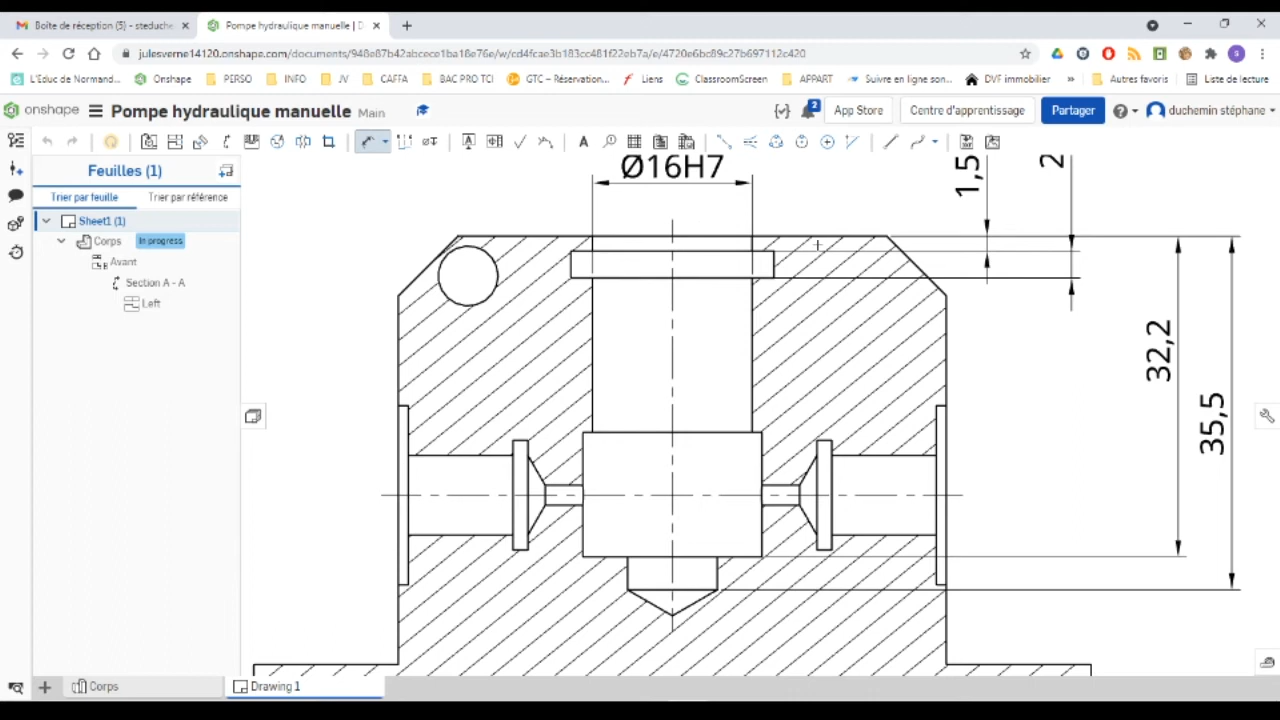 Boîte de réception (5) - steduche
Pompe hydraulique manuelle | D
julesverne14120.onshape.com/documents/948e87b42abcece1ba18e76e/w/cd4fcae3b183cc481f22eb7a/e/4720e6bc89c27b697112c420
L'Educ de Normand...
Onshape
PERSO
INFO
JV
CAFFA
BAC PRO TCI
GTC – Réservation...
Liens
ClassroomScreen
APPART
Suivre en ligne son...
DVF immobilier
»
Autres favoris
Liste de lecture
onshape
Pompe hydraulique manuelle
Main
2
App Store
Centre d'apprentissage
Partager
duchemin stéphane
Feuilles (1)
Trier par feuille
Trier par référence
Sheet1 (1)
Corps
In progress
Avant
Section A - A
Left
Ø16H7
1,5
2
32,2
35,5
Corps
Drawing 1